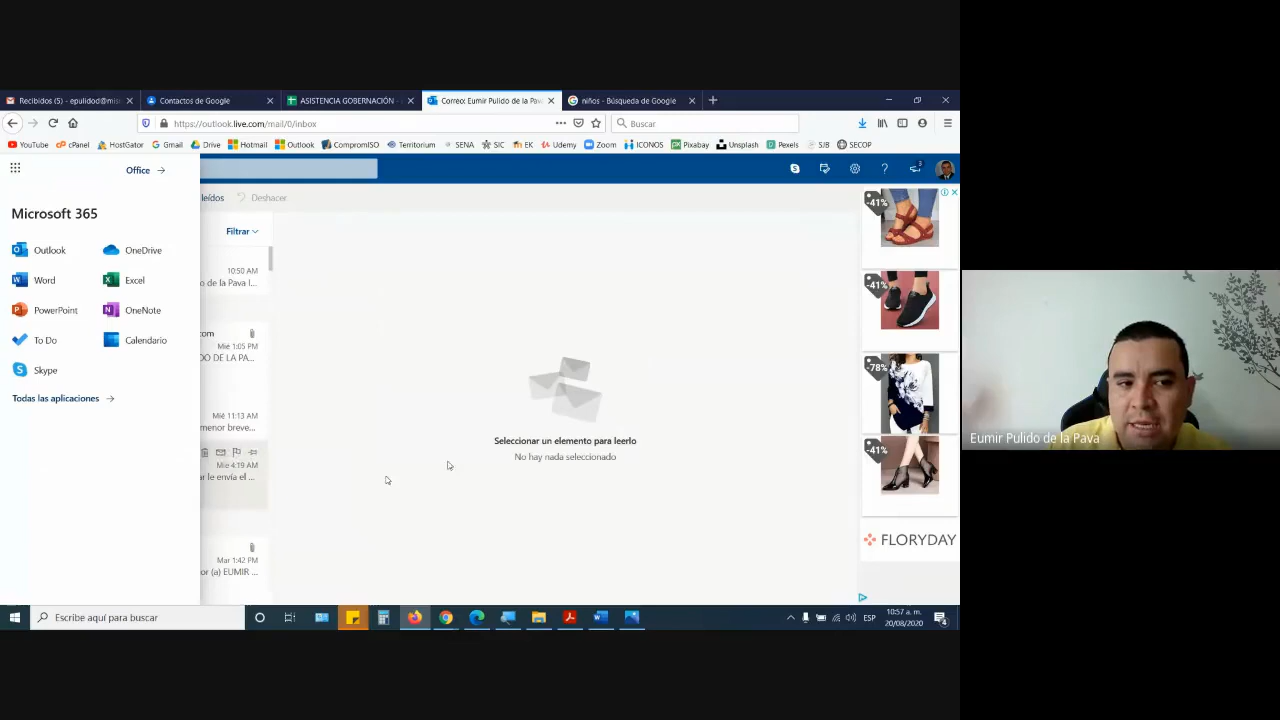 Recibidos (5) - epulidod@mis
Contactos de Google
ASISTENCIA GOBERNACIÓN -
Correo: Eumir Pulido de la Pava
niños - Búsqueda de Google
https://outlook.live.com/mail/0/inbox
Buscar
YouTube
cPanel
HostGator
Gmail
Drive
Hotmail
Outlook
CompromISO
Territorium
SENA
SIC
EK
Udemy
Zoom
ICONOS
Pixabay
Unsplash
Pexels
SJB
SECOP
Office →
Microsoft 365
Outlook
OneDrive
Word
Excel
PowerPoint
OneNote
To Do
Calendario
Skype
Todas las aplicaciones →
leídos
Deshacer
Filtrar
10:50 AM
o de la Pava l...
com
Mié 1:05 PM
DO DE LA PA...
Mié 11:13 AM
menor breve...
Mié 4:19 AM
ar le envía el ...
Mar 1:42 PM
or (a) EUMIR ...
Seleccionar un elemento para leerlo
No hay nada seleccionado
3
-41%
-41%
-78%
-41%
FLORYDAY
Eumir Pulido de la Pava
Escribe aquí para buscar
ESP
10:57 a. m.
20/08/2020
4